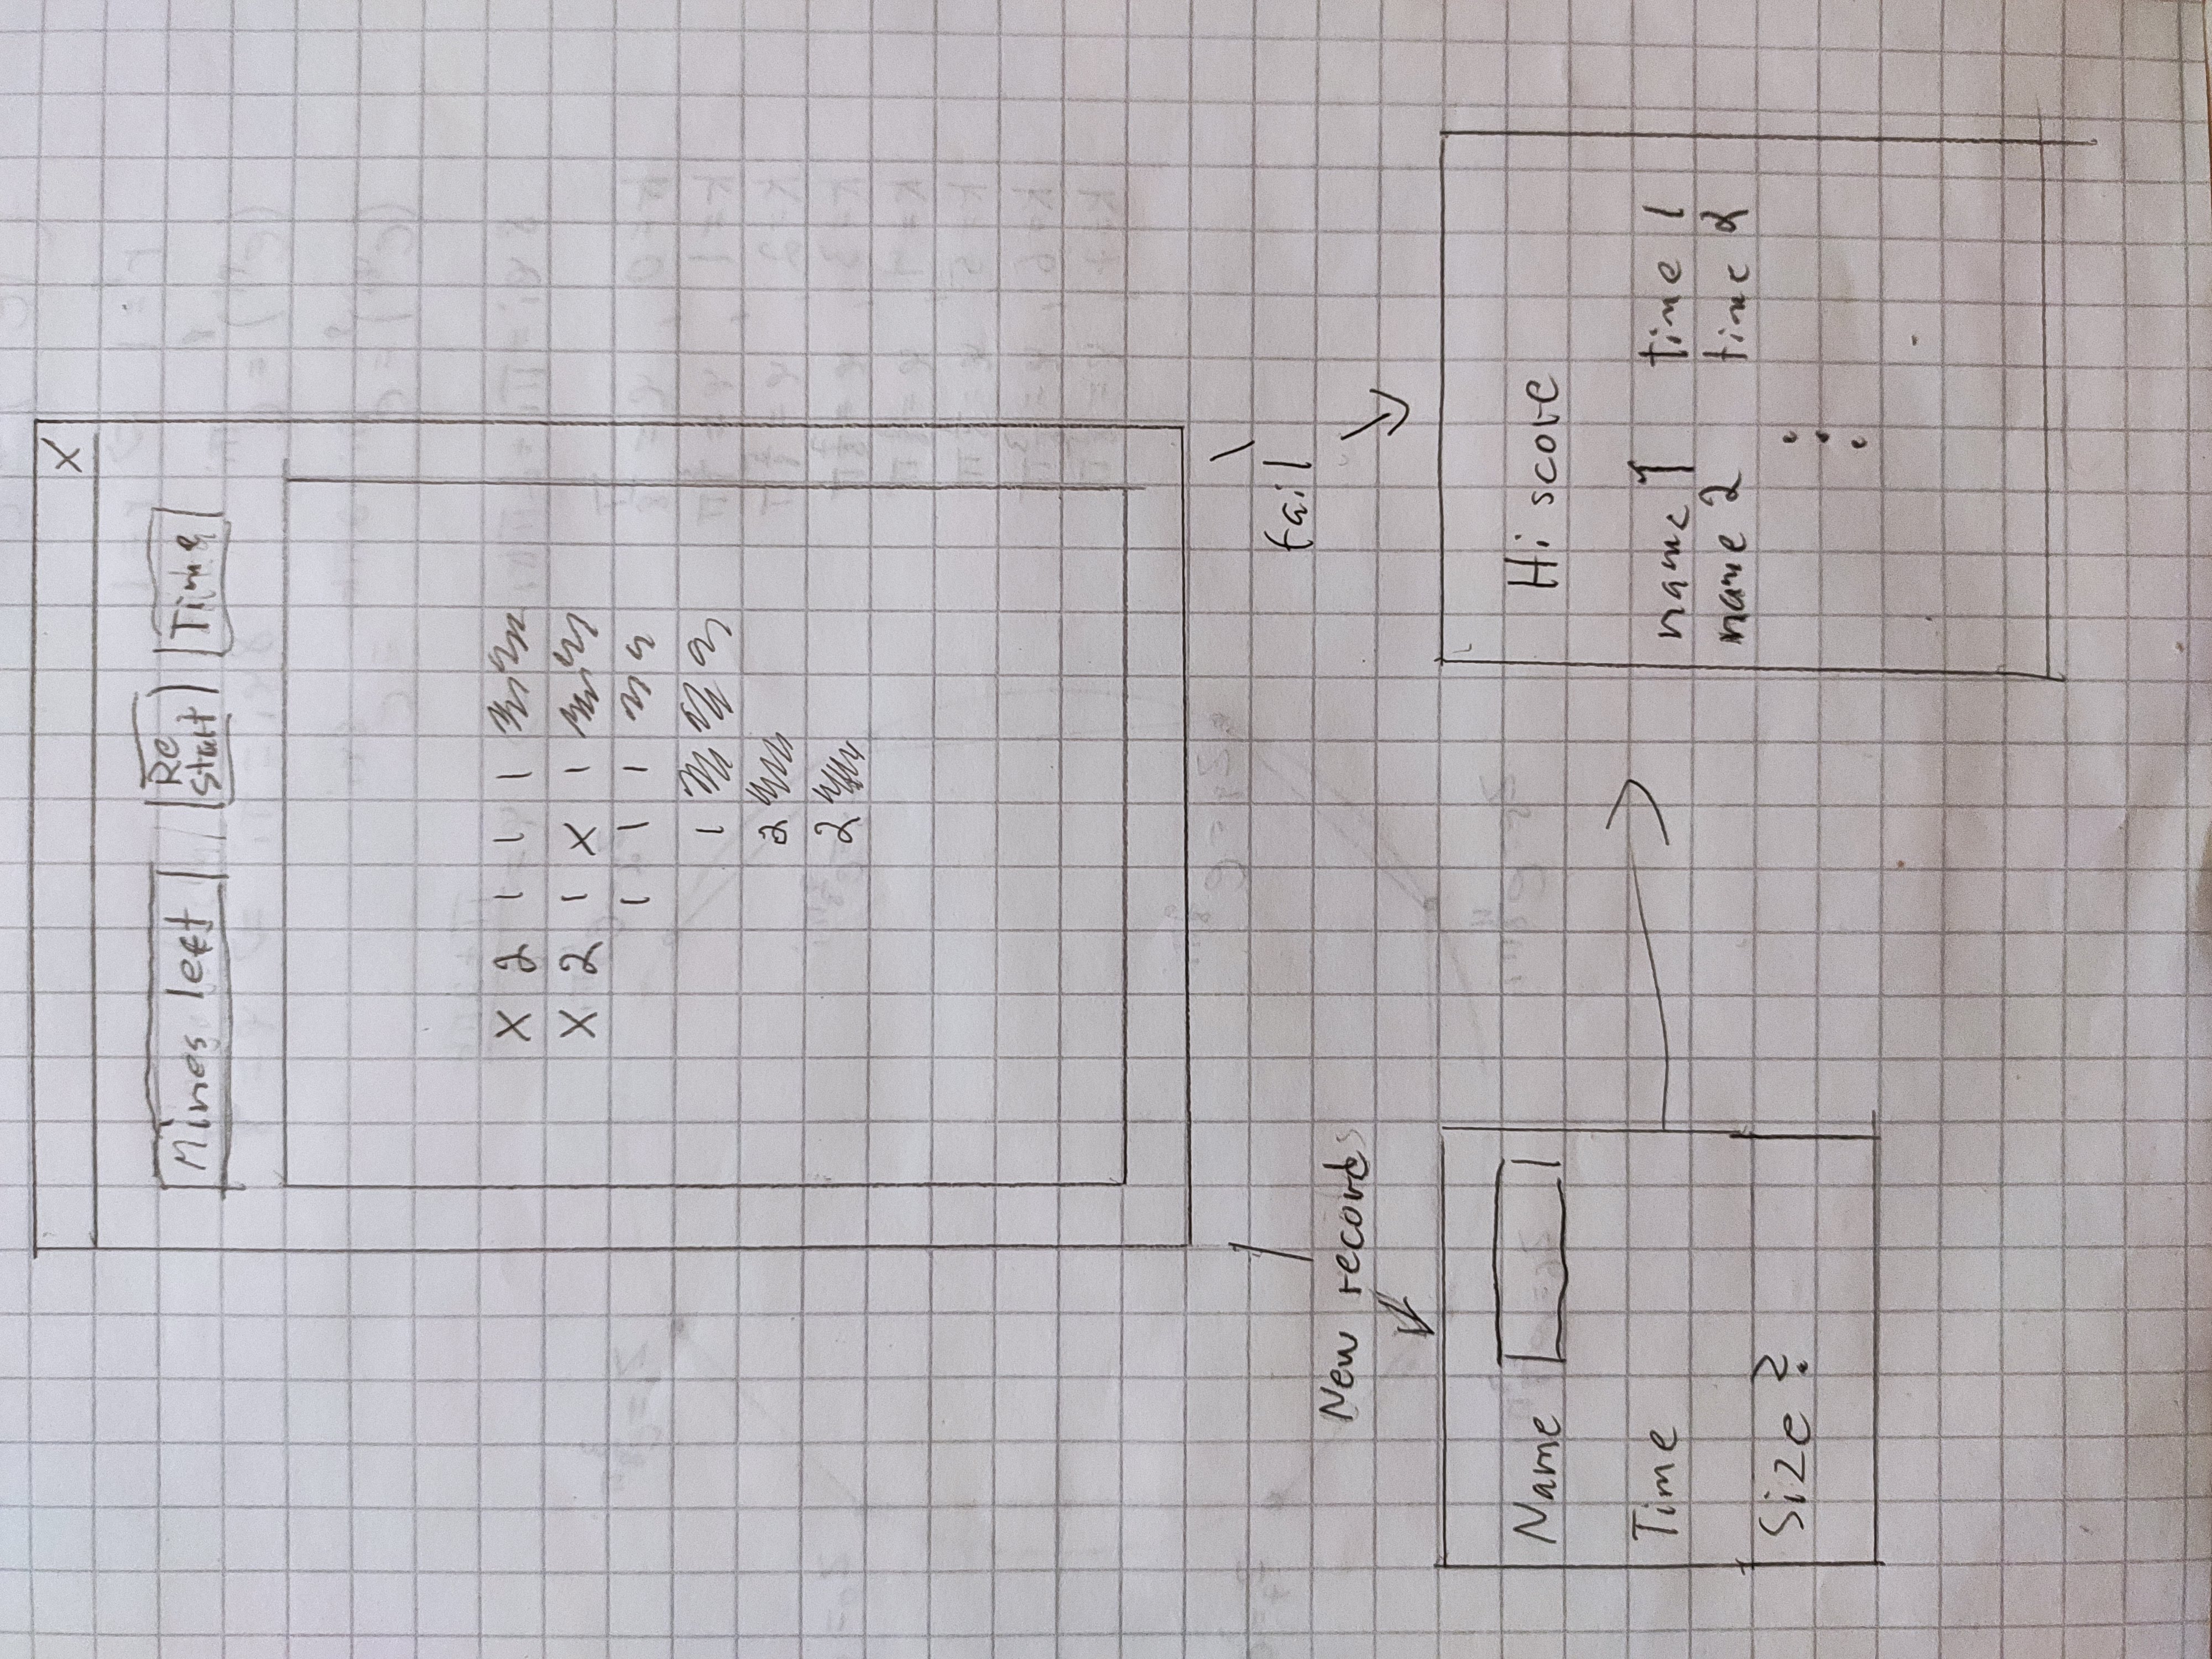 X
Mines left Re Start Time
X 2 1 1 1
X 2 1 X 1
1 1 1
1
2
2
New records
fail
Name
Time
Size?
Hi score
name 1 time 1
name 2 time 2